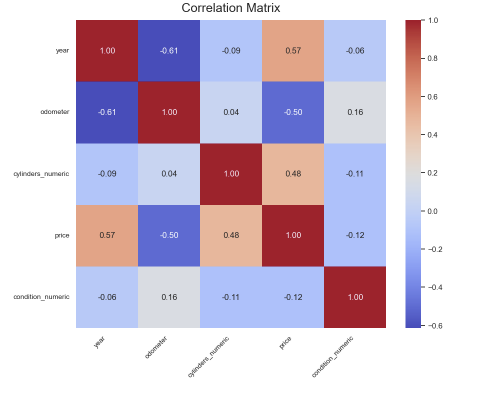 Correlation Matrix
year 1.00 -0.61 -0.09 0.57 -0.06
odometer -0.61 1.00 0.04 -0.50 0.16
cylinders_numeric -0.09 0.04 1.00 0.48 -0.11
price 0.57 -0.50 0.48 1.00 -0.12
condition_numeric -0.06 0.16 -0.11 -0.12 1.00
year odometer cylinders_numeric price condition_numeric
1.0
0.8
0.6
0.4
0.2
0.0
-0.2
-0.4
-0.6